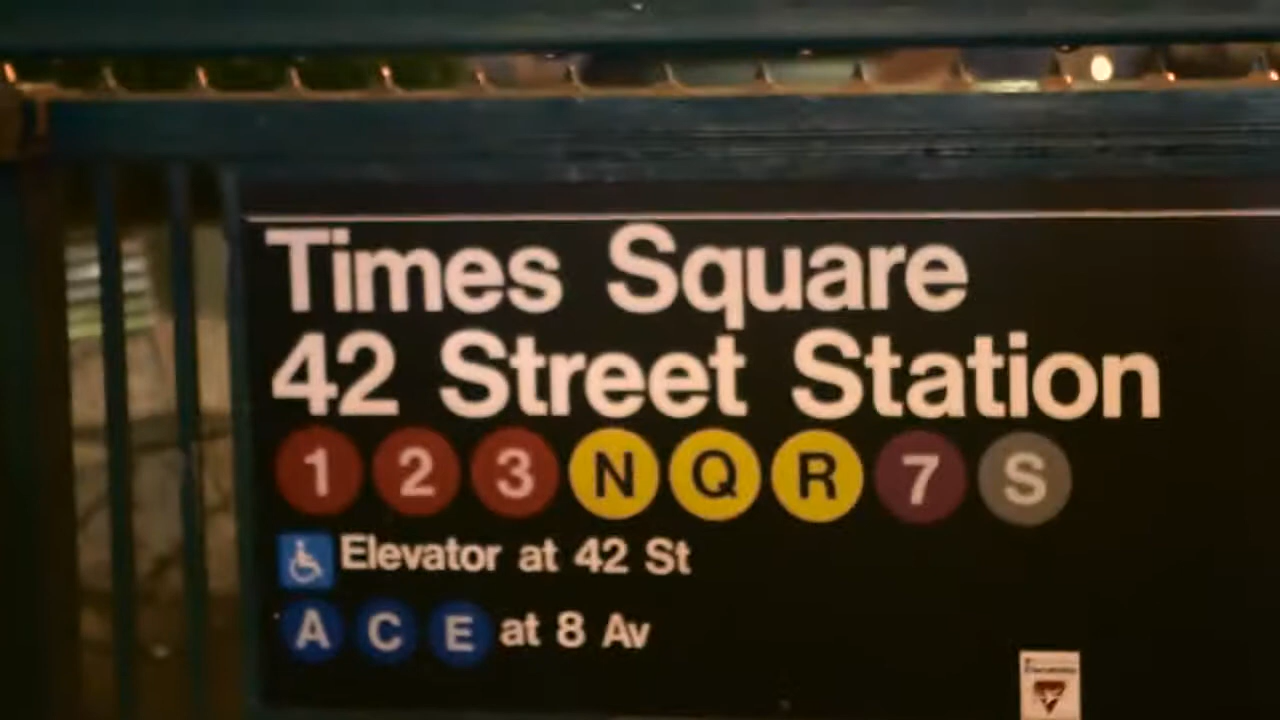 Times Square
42 Street Station
1 2 3 N Q R 7 S
Elevator at 42 St
A C E at 8 Av